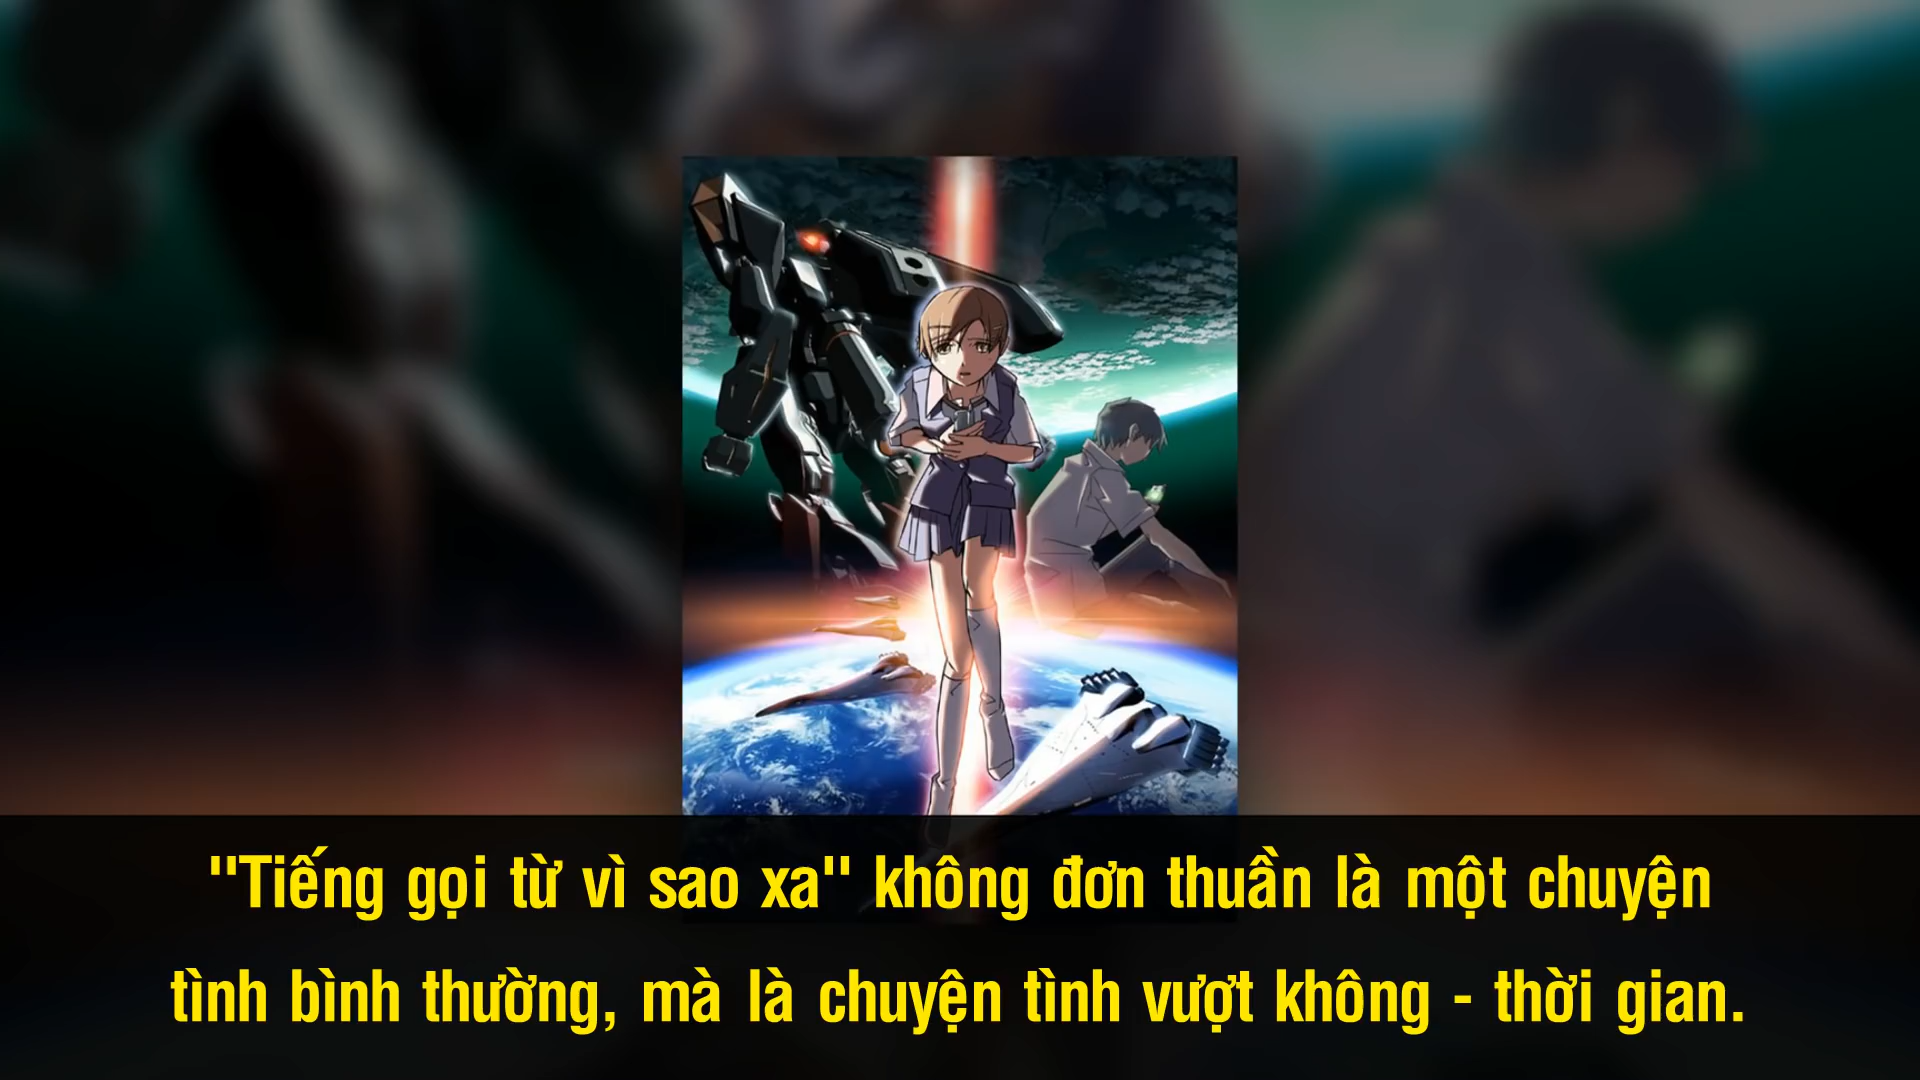 "Tiếng gọi từ vì sao xa" không đơn thuần là một chuyện
tình bình thường, mà là chuyện tình vượt không - thời gian.